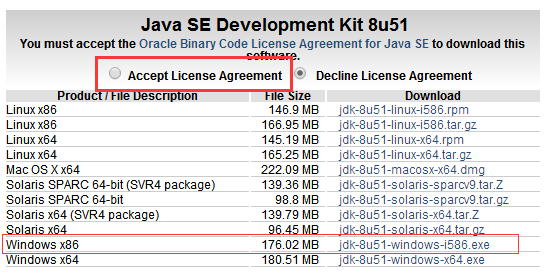 Java SE Development Kit 8u51
You must accept the Oracle Binary Code License Agreement for Java SE to download this
software.
Accept License Agreement Decline License Agreement
Product / File Description File Size Download
Linux x86 146.9 MB jdk-8u51-linux-i586.rpm
Linux x86 166.95 MB jdk-8u51-linux-i586.tar.gz
Linux x64 145.19 MB jdk-8u51-linux-x64.rpm
Linux x64 165.25 MB jdk-8u51-linux-x64.tar.gz
Mac OS X x64 222.09 MB jdk-8u51-macosx-x64.dmg
Solaris SPARC 64-bit (SVR4 package) 139.36 MB jdk-8u51-solaris-sparcv9.tar.Z
Solaris SPARC 64-bit 98.8 MB jdk-8u51-solaris-sparcv9.tar.gz
Solaris x64 (SVR4 package) 139.79 MB jdk-8u51-solaris-x64.tar.Z
Solaris x64 96.45 MB jdk-8u51-solaris-x64.tar.gz
Windows x86 176.02 MB jdk-8u51-windows-i586.exe
Windows x64 180.51 MB jdk-8u51-windows-x64.exe